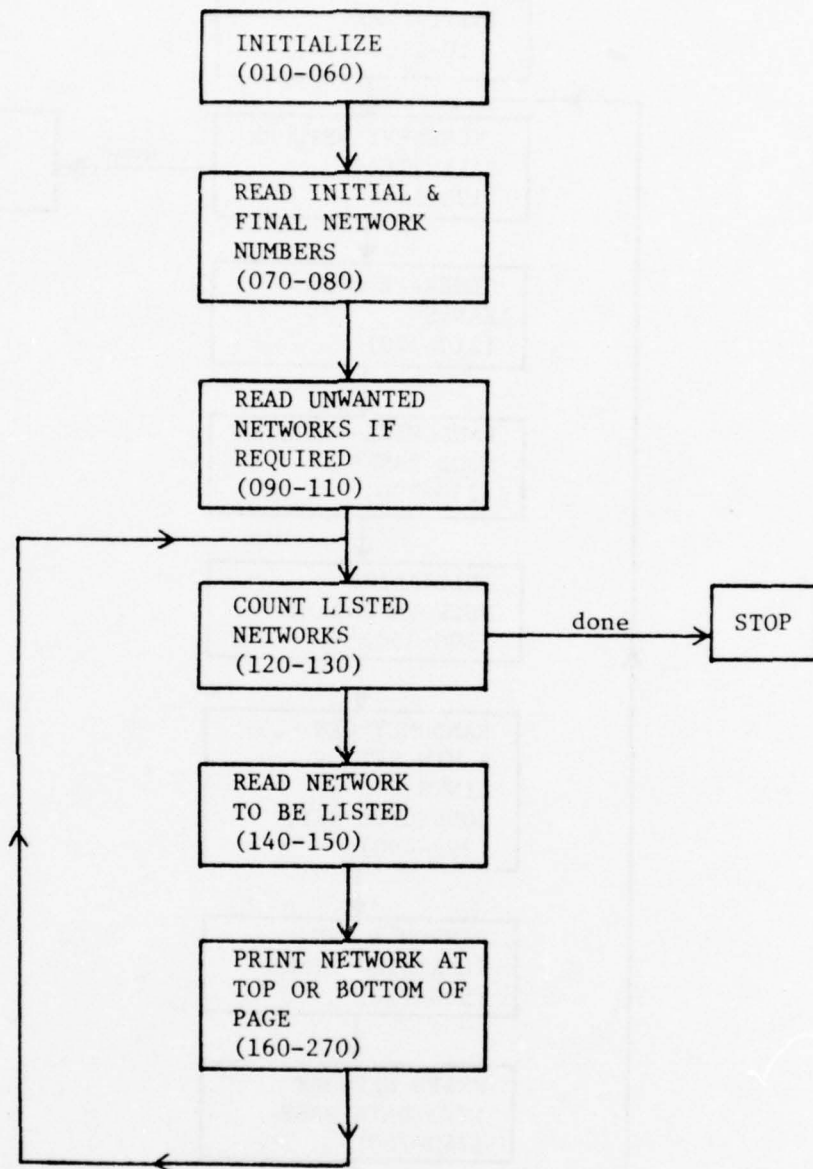 INITIALIZE
(010-060)
READ INITIAL &
FINAL NETWORK
NUMBERS
(070-080)
READ UNWANTED
NETWORKS IF
REQUIRED
(090-110)
COUNT LISTED
NETWORKS
(120-130)
done
STOP
READ NETWORK
TO BE LISTED
(140-150)
PRINT NETWORK AT
TOP OR BOTTOM OF
PAGE
(160-270)